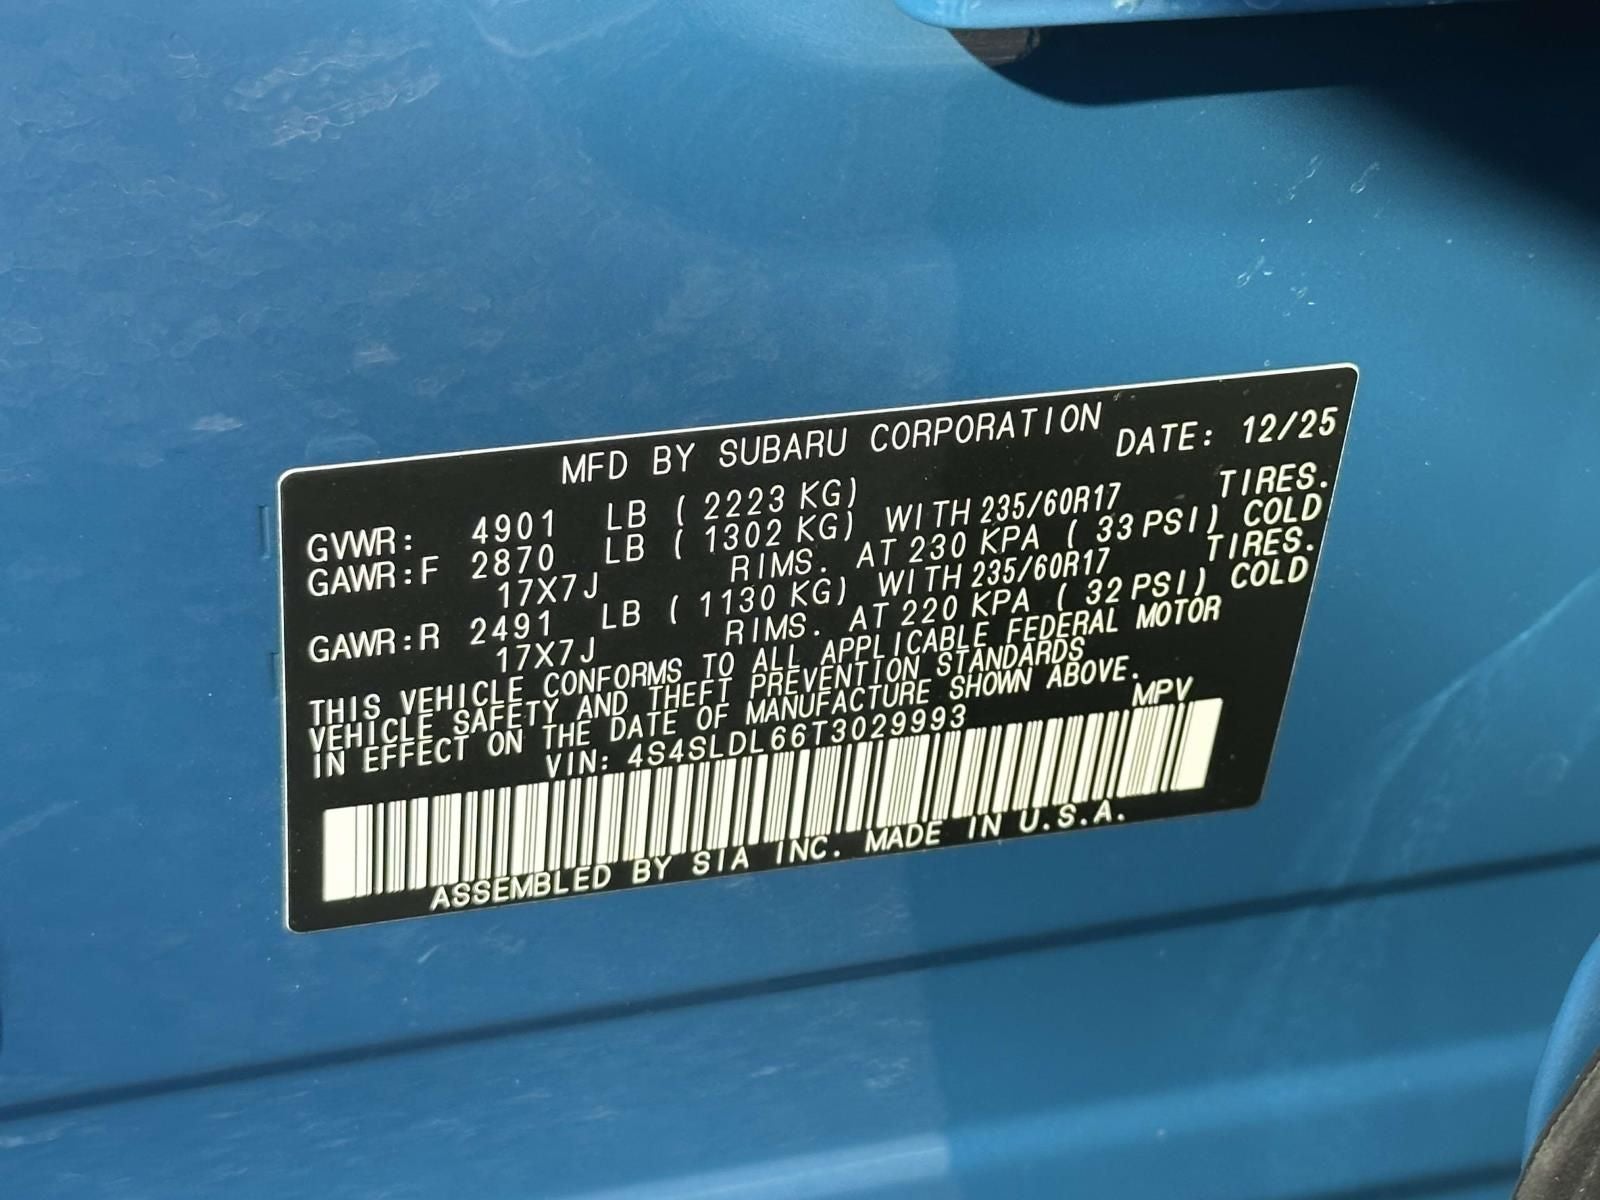 MFD BY SUBARU CORPORATION DATE: 12/25
GVWR: 4901 LB ( 2223 KG)
GAWR:F 2870 LB ( 1302 KG) WITH 235/60R17 TIRES.
17X7J RIMS. AT 230 KPA ( 33 PSI) COLD
GAWR:R 2491 LB ( 1130 KG) WITH 235/60R17 TIRES.
17X7J RIMS. AT 220 KPA ( 32 PSI) COLD
THIS VEHICLE CONFORMS TO ALL APPLICABLE FEDERAL MOTOR
VEHICLE SAFETY AND THEFT PREVENTION STANDARDS
IN EFFECT ON THE DATE OF MANUFACTURE SHOWN ABOVE.
VIN: 4S4SLDL66T3029993 MPV
ASSEMBLED BY SIA INC. MADE IN U.S.A.